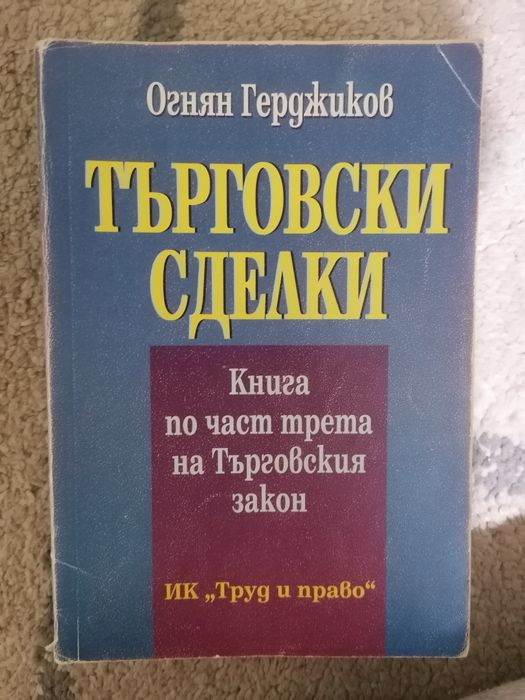 Огнян Герджиков
ТЪРГОВСКИ
СДЕЛКИ
Книга
по част трета
на Търговския
закон
ИК „Труд и право“